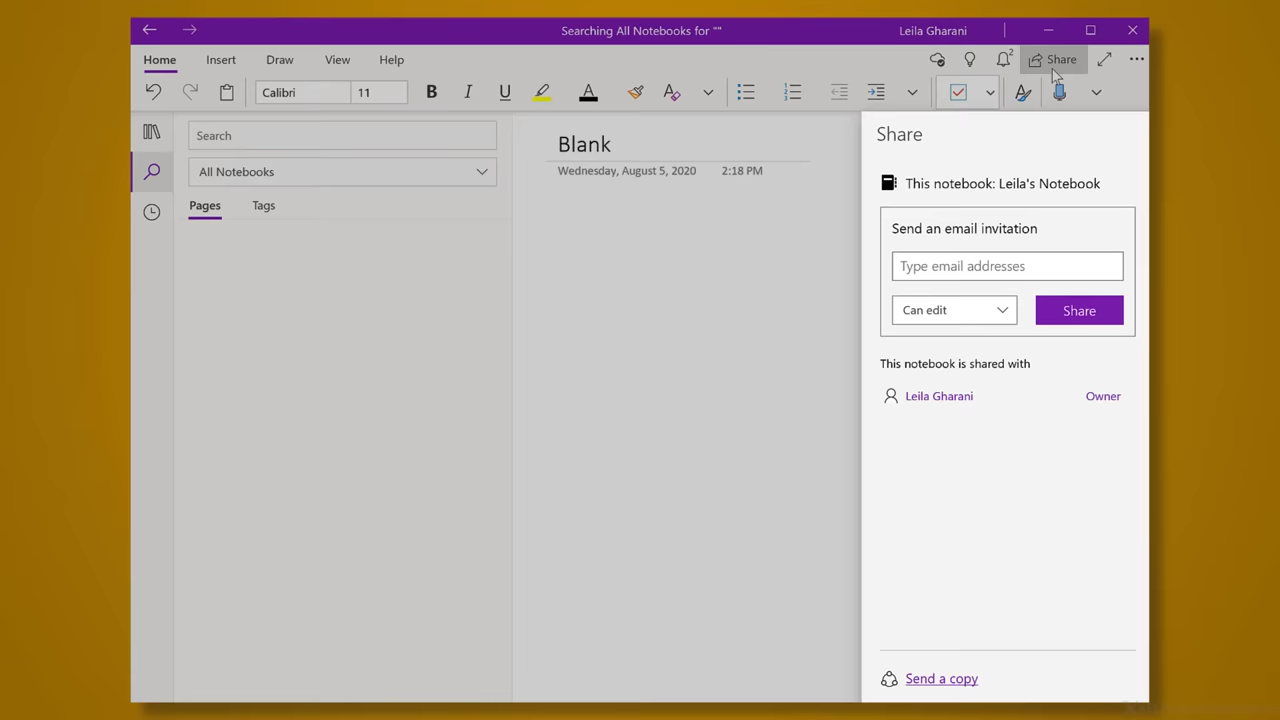 Searching All Notebooks for ""
Leila Gharani
Home Insert Draw View Help
2
Share
Calibri 11 B I U A A
Search
All Notebooks
Pages Tags
Blank
Wednesday, August 5, 2020 2:18 PM
Share
This notebook: Leila's Notebook
Send an email invitation
Type email addresses
Can edit Share
This notebook is shared with
Leila Gharani Owner
Send a copy